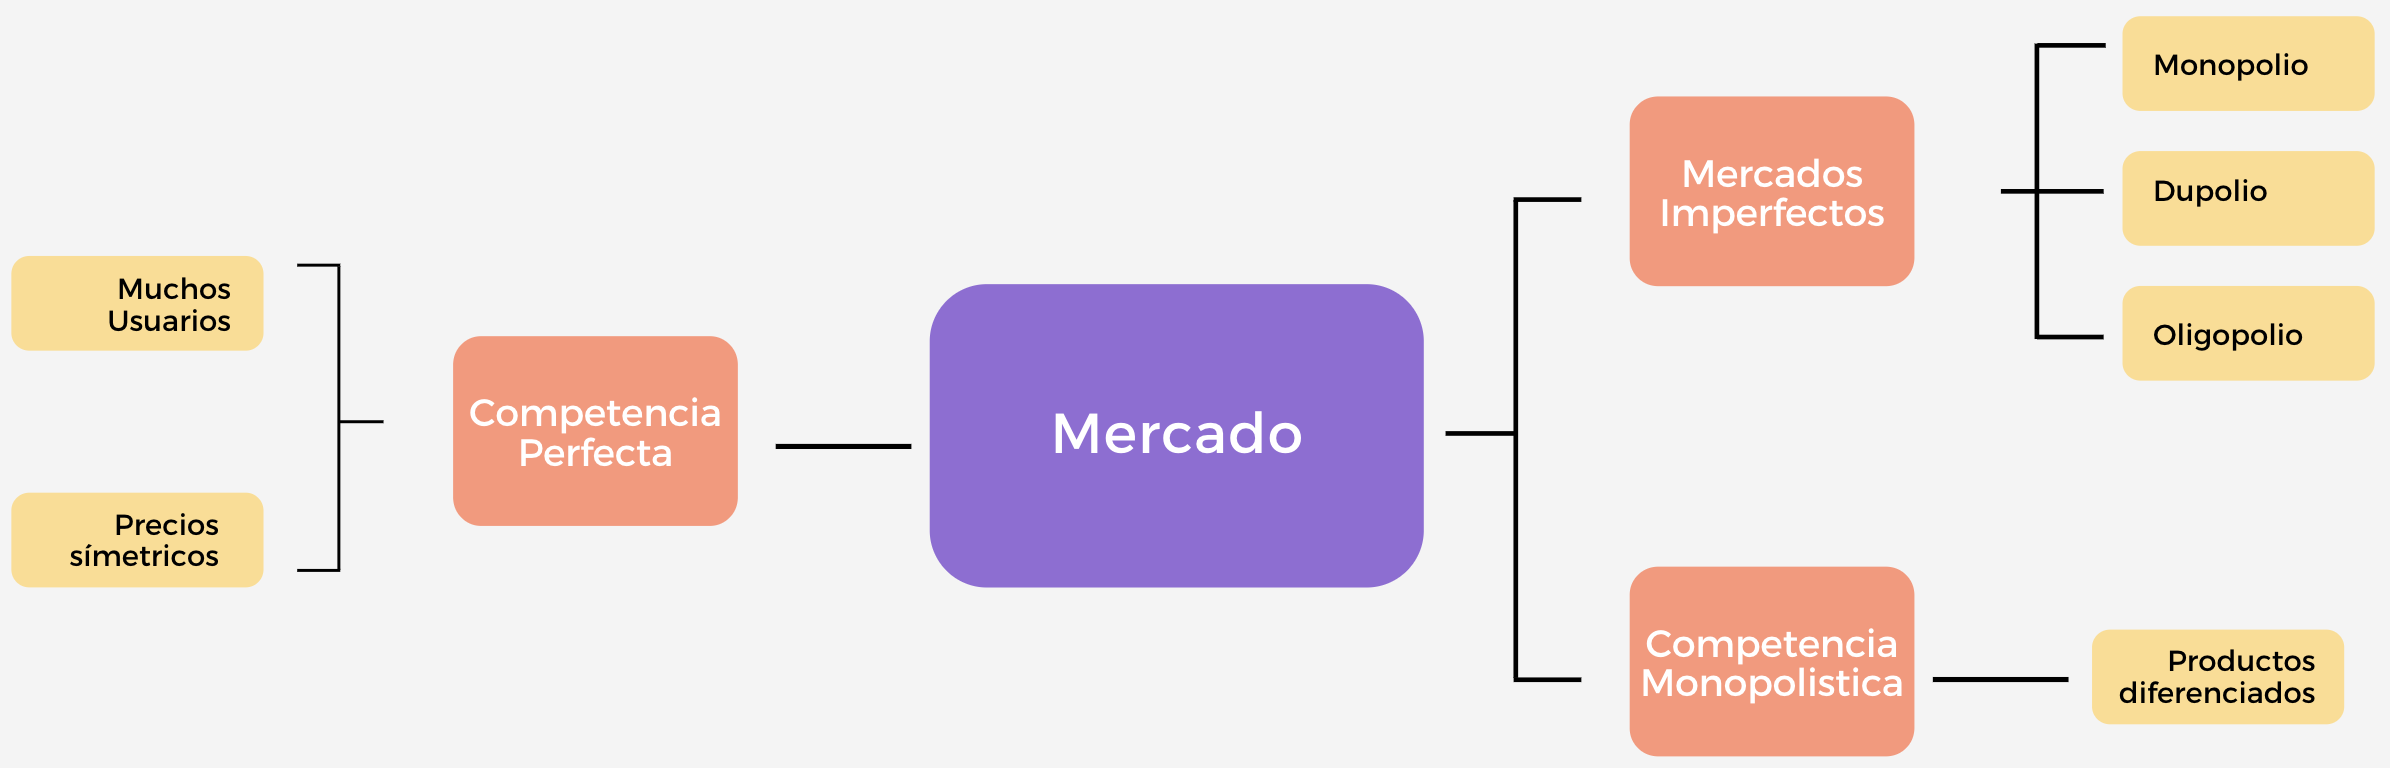 Muchos
Usuarios
Precios
símetricos
Competencia
Perfecta
Mercado
Mercados
Imperfectos
Monopolio
Dupolio
Oligopolio
Competencia
Monopolistica
Productos
diferenciados